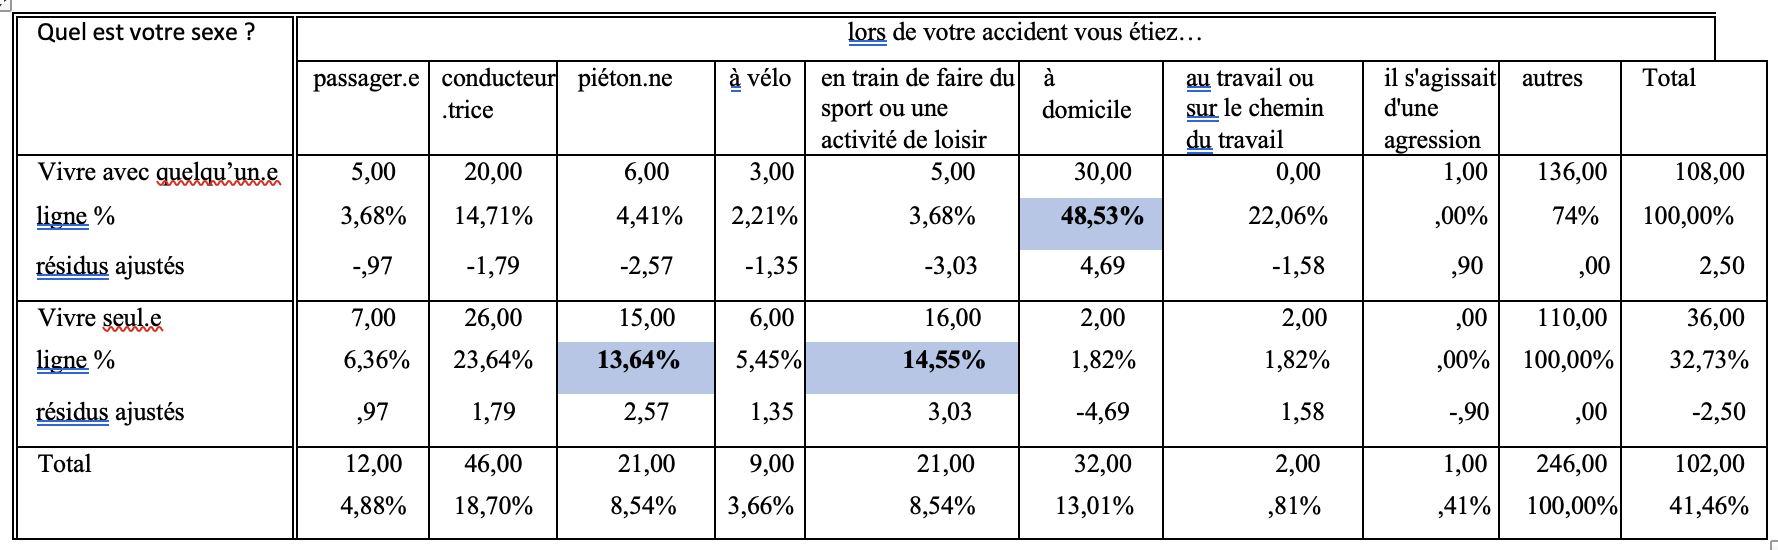 Quel est votre sexe ? lors de votre accident vous étiez…
passager.e conducteur piéton.ne à vélo en train de faire du à au travail ou il s'agissait autres Total
.trice sport ou une domicile sur le chemin d'une
activité de loisir du travail agression
Vivre avec quelqu’un.e 5,00 20,00 6,00 3,00 5,00 30,00 0,00 1,00 136,00 108,00
ligne % 3,68% 14,71% 4,41% 2,21% 3,68% 48,53% 22,06% ,00% 74% 100,00%
résidus ajustés -,97 -1,79 -2,57 -1,35 -3,03 4,69 -1,58 ,90 ,00 2,50
Vivre seul.e 7,00 26,00 15,00 6,00 16,00 2,00 2,00 ,00 110,00 36,00
ligne % 6,36% 23,64% 13,64% 5,45% 14,55% 1,82% 1,82% ,00% 100,00% 32,73%
résidus ajustés ,97 1,79 2,57 1,35 3,03 -4,69 1,58 -,90 ,00 -2,50
Total 12,00 46,00 21,00 9,00 21,00 32,00 2,00 1,00 246,00 102,00
4,88% 18,70% 8,54% 3,66% 8,54% 13,01% ,81% ,41% 100,00% 41,46%